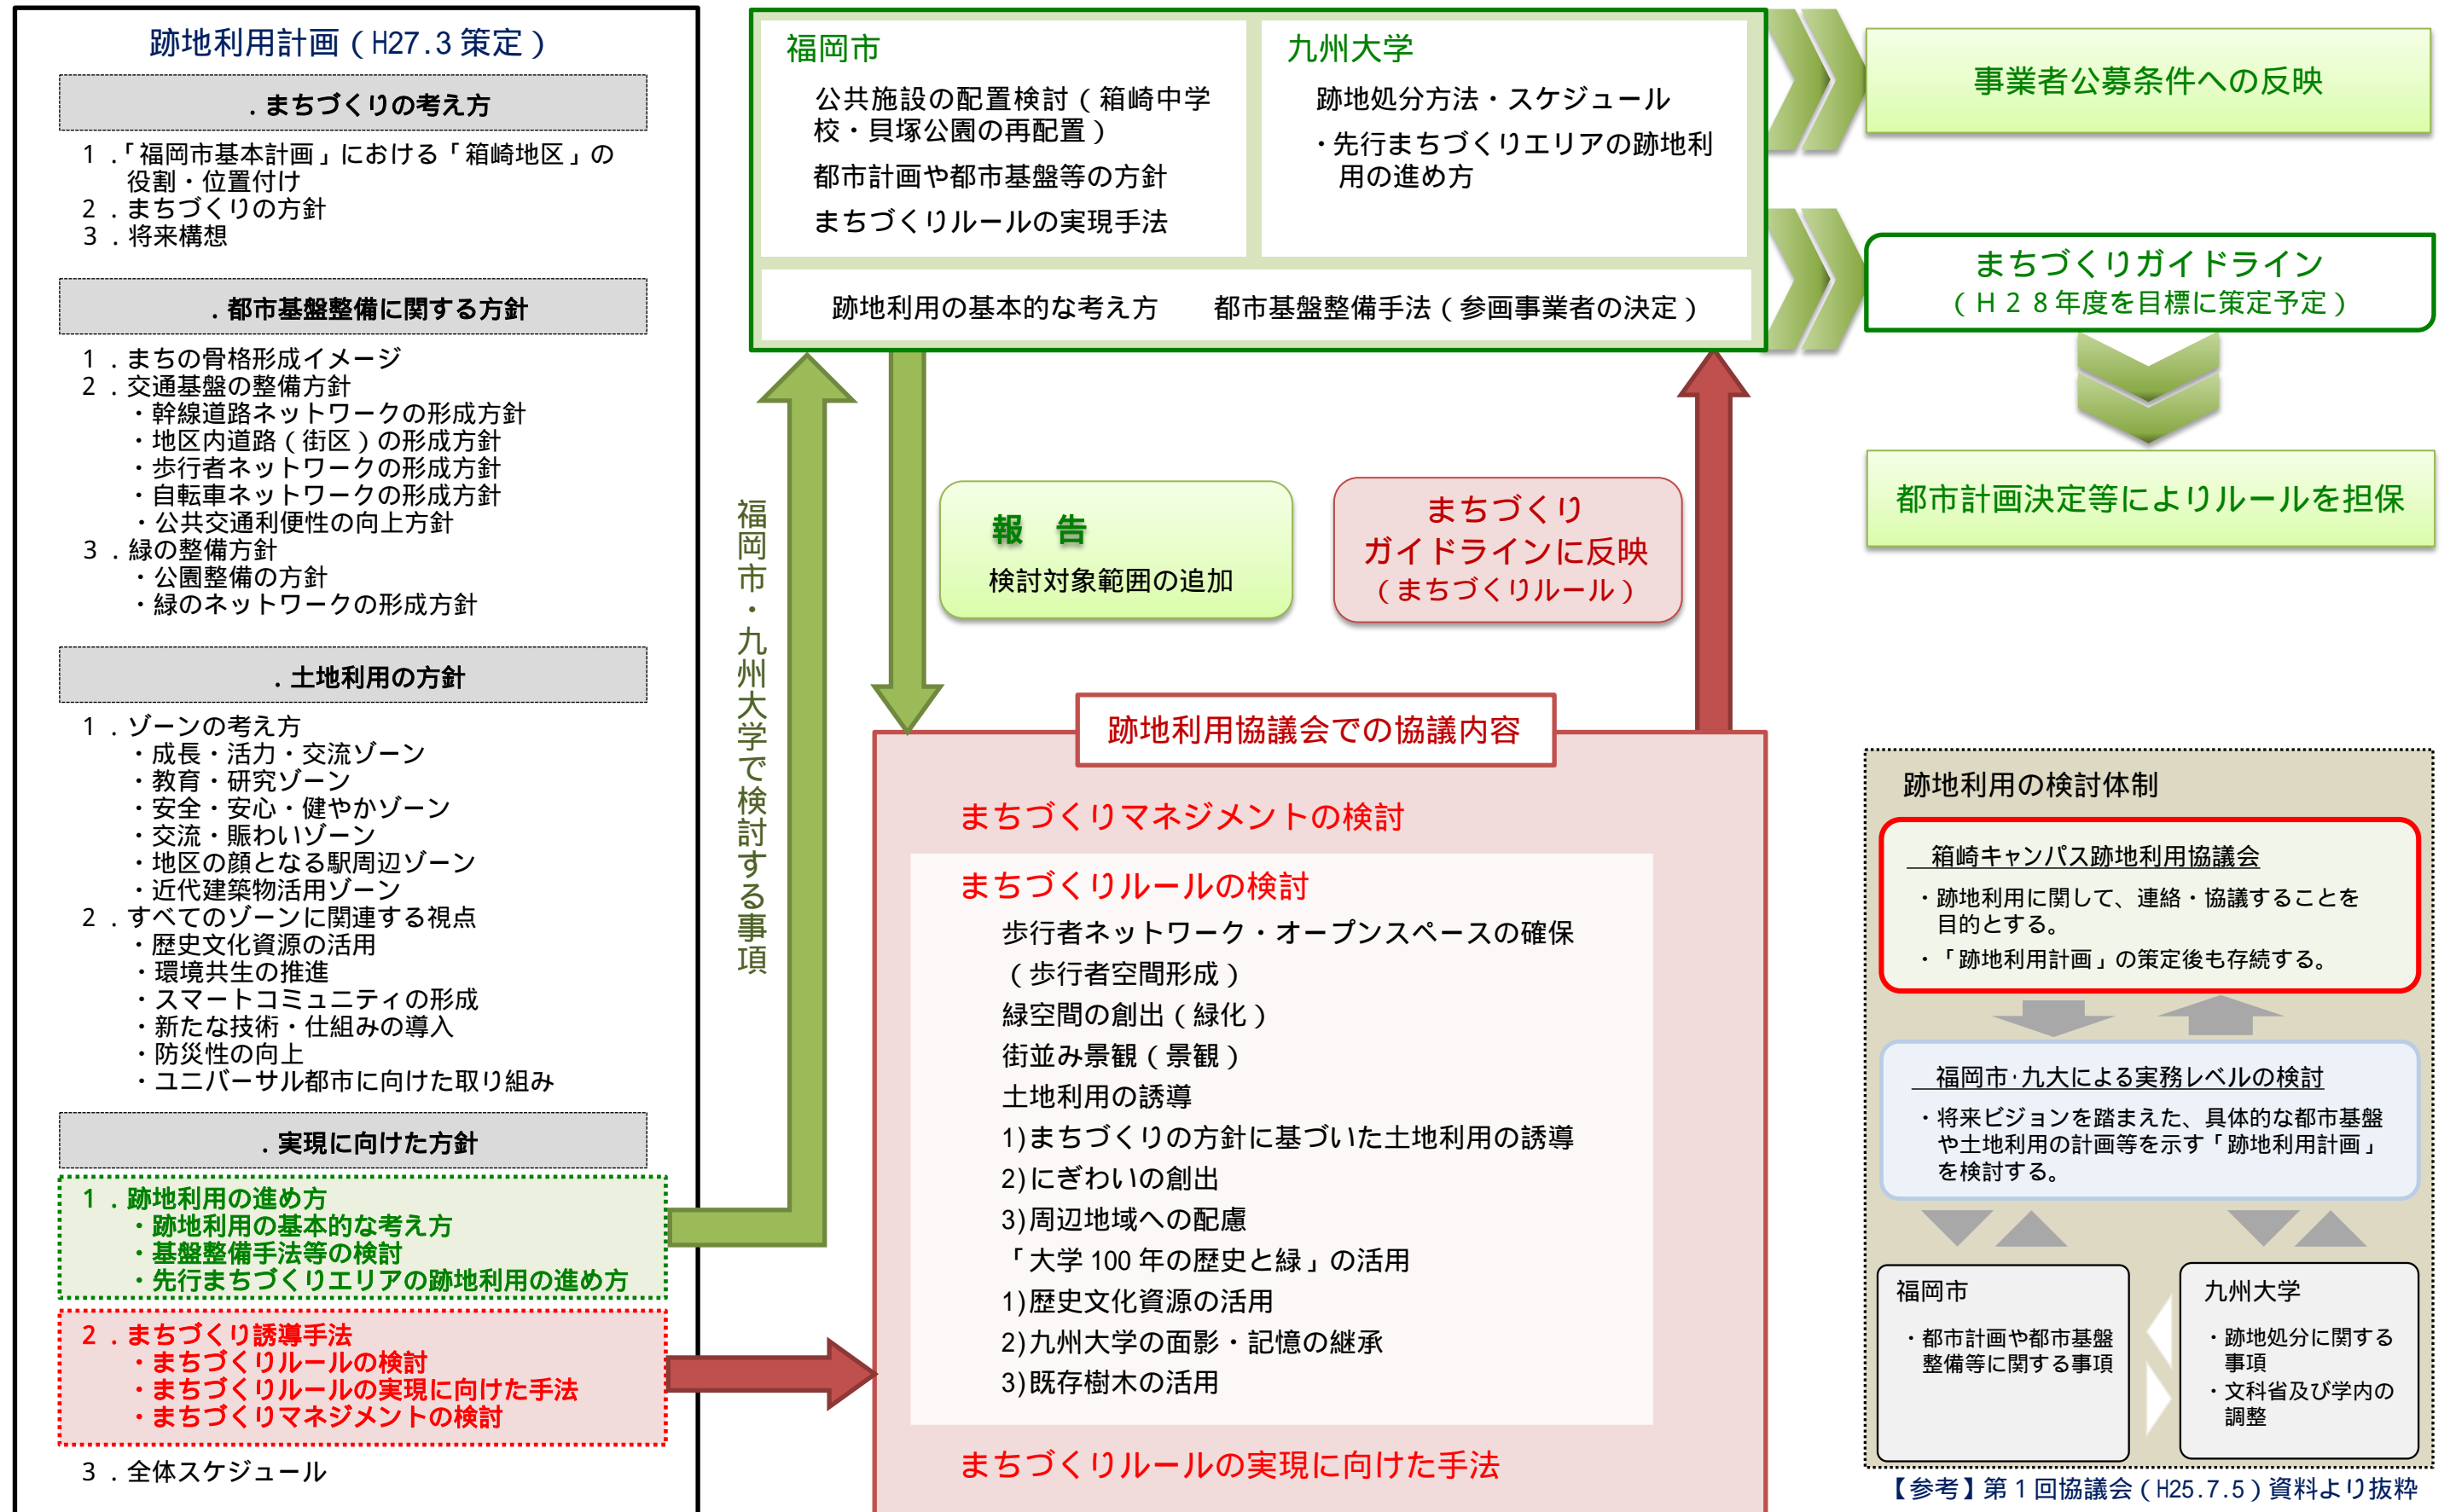 跡地利用計画（H27.3 策定）
．まちづくりの考え方
１．「福岡市基本計画」における「箱崎地区」の
役割・位置付け
２．まちづくりの方針
３．将来構想
．都市基盤整備に関する方針
１．まちの骨格形成イメージ
２．交通基盤の整備方針
・幹線道路ネットワークの形成方針
・地区内道路（街区）の形成方針
・歩行者ネットワークの形成方針
・自転車ネットワークの形成方針
・公共交通利便性の向上方針
３．緑の整備方針
・公園整備の方針
・緑のネットワークの形成方針
．土地利用の方針
１．ゾーンの考え方
・成長・活力・交流ゾーン
・教育・研究ゾーン
・安全・安心・健やかゾーン
・交流・賑わいゾーン
・地区の顔となる駅周辺ゾーン
・近代建築物活用ゾーン
２．すべてのゾーンに関連する視点
・歴史文化資源の活用
・環境共生の推進
・スマートコミュニティの形成
・新たな技術・仕組みの導入
・防災性の向上
・ユニバーサル都市に向けた取り組み
．実現に向けた方針
１．跡地利用の進め方
・跡地利用の基本的な考え方
・基盤整備手法等の検討
・先行まちづくりエリアの跡地利用の進め方
２．まちづくり誘導手法
・まちづくりルールの検討
・まちづくりルールの実現に向けた手法
・まちづくりマネジメントの検討
３．全体スケジュール
福岡市
公共施設の配置検討（箱崎中学
校・貝塚公園の再配置）
都市計画や都市基盤等の方針
まちづくりルールの実現手法
九州大学
跡地処分方法・スケジュール
・先行まちづくりエリアの跡地利
用の進め方
跡地利用の基本的な考え方　都市基盤整備手法（参画事業者の決定）
福岡市・九州大学で検討する事項
報　告
検討対象範囲の追加
まちづくり
ガイドラインに反映
（まちづくりルール）
跡地利用協議会での協議内容
まちづくりマネジメントの検討
まちづくりルールの検討
歩行者ネットワーク・オープンスペースの確保
（歩行者空間形成）
緑空間の創出（緑化）
街並み景観（景観）
土地利用の誘導
1)まちづくりの方針に基づいた土地利用の誘導
2)にぎわいの創出
3)周辺地域への配慮
「大学 100 年の歴史と緑」の活用
1)歴史文化資源の活用
2)九州大学の面影・記憶の継承
3)既存樹木の活用
まちづくりルールの実現に向けた手法
事業者公募条件への反映
まちづくりガイドライン
（Ｈ２８年度を目標に策定予定）
都市計画決定等によりルールを担保
跡地利用の検討体制
箱崎キャンパス跡地利用協議会
・跡地利用に関して、連絡・協議することを
目的とする。
・「跡地利用計画」の策定後も存続する。
福岡市・九大による実務レベルの検討
・将来ビジョンを踏まえた、具体的な都市基盤
や土地利用の計画等を示す「跡地利用計画」
を検討する。
福岡市
・都市計画や都市基盤
整備等に関する事項
九州大学
・跡地処分に関する
事項
・文科省及び学内の
調整
【参考】第１回協議会（H25.7.5）資料より抜粋